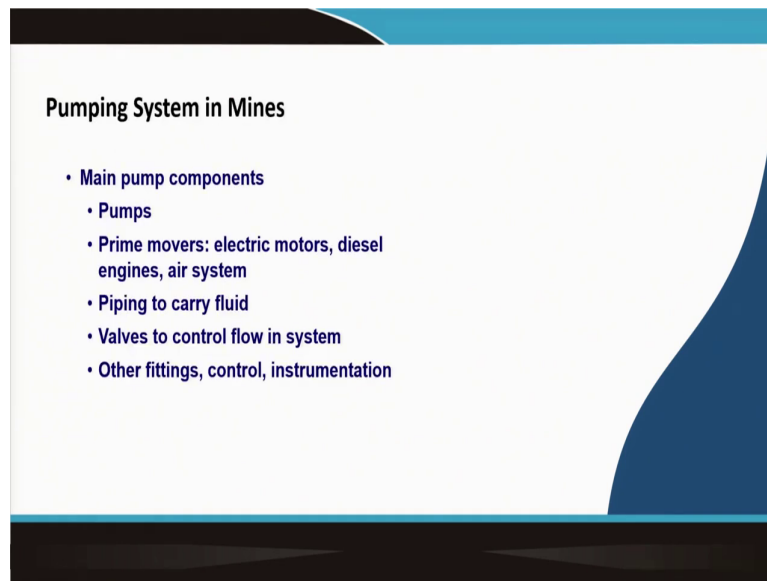 Pumping System in Mines
• Main pump components
• Pumps
• Prime movers: electric motors, diesel
engines, air system
• Piping to carry fluid
• Valves to control flow in system
• Other fittings, control, instrumentation